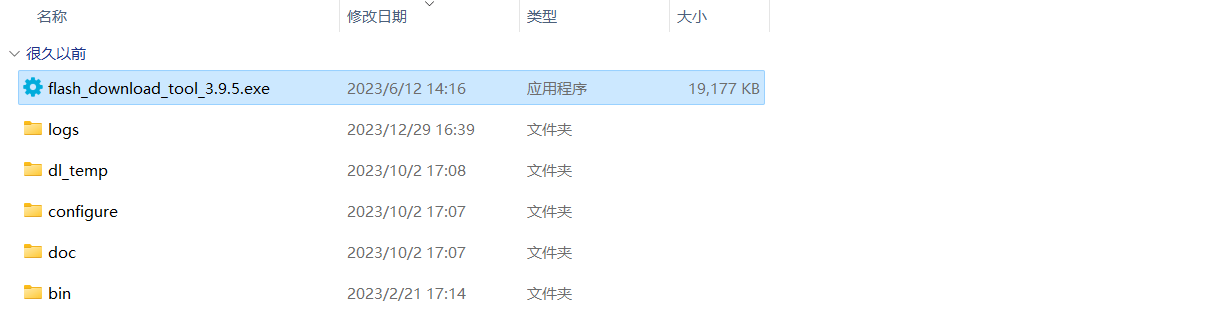 名称 修改日期 类型 大小
很久以前
flash_download_tool_3.9.5.exe 2023/6/12 14:16 应用程序 19,177 KB
logs 2023/12/29 16:39 文件夹
dl_temp 2023/10/2 17:08 文件夹
configure 2023/10/2 17:07 文件夹
doc 2023/10/2 17:07 文件夹
bin 2023/2/21 17:14 文件夹